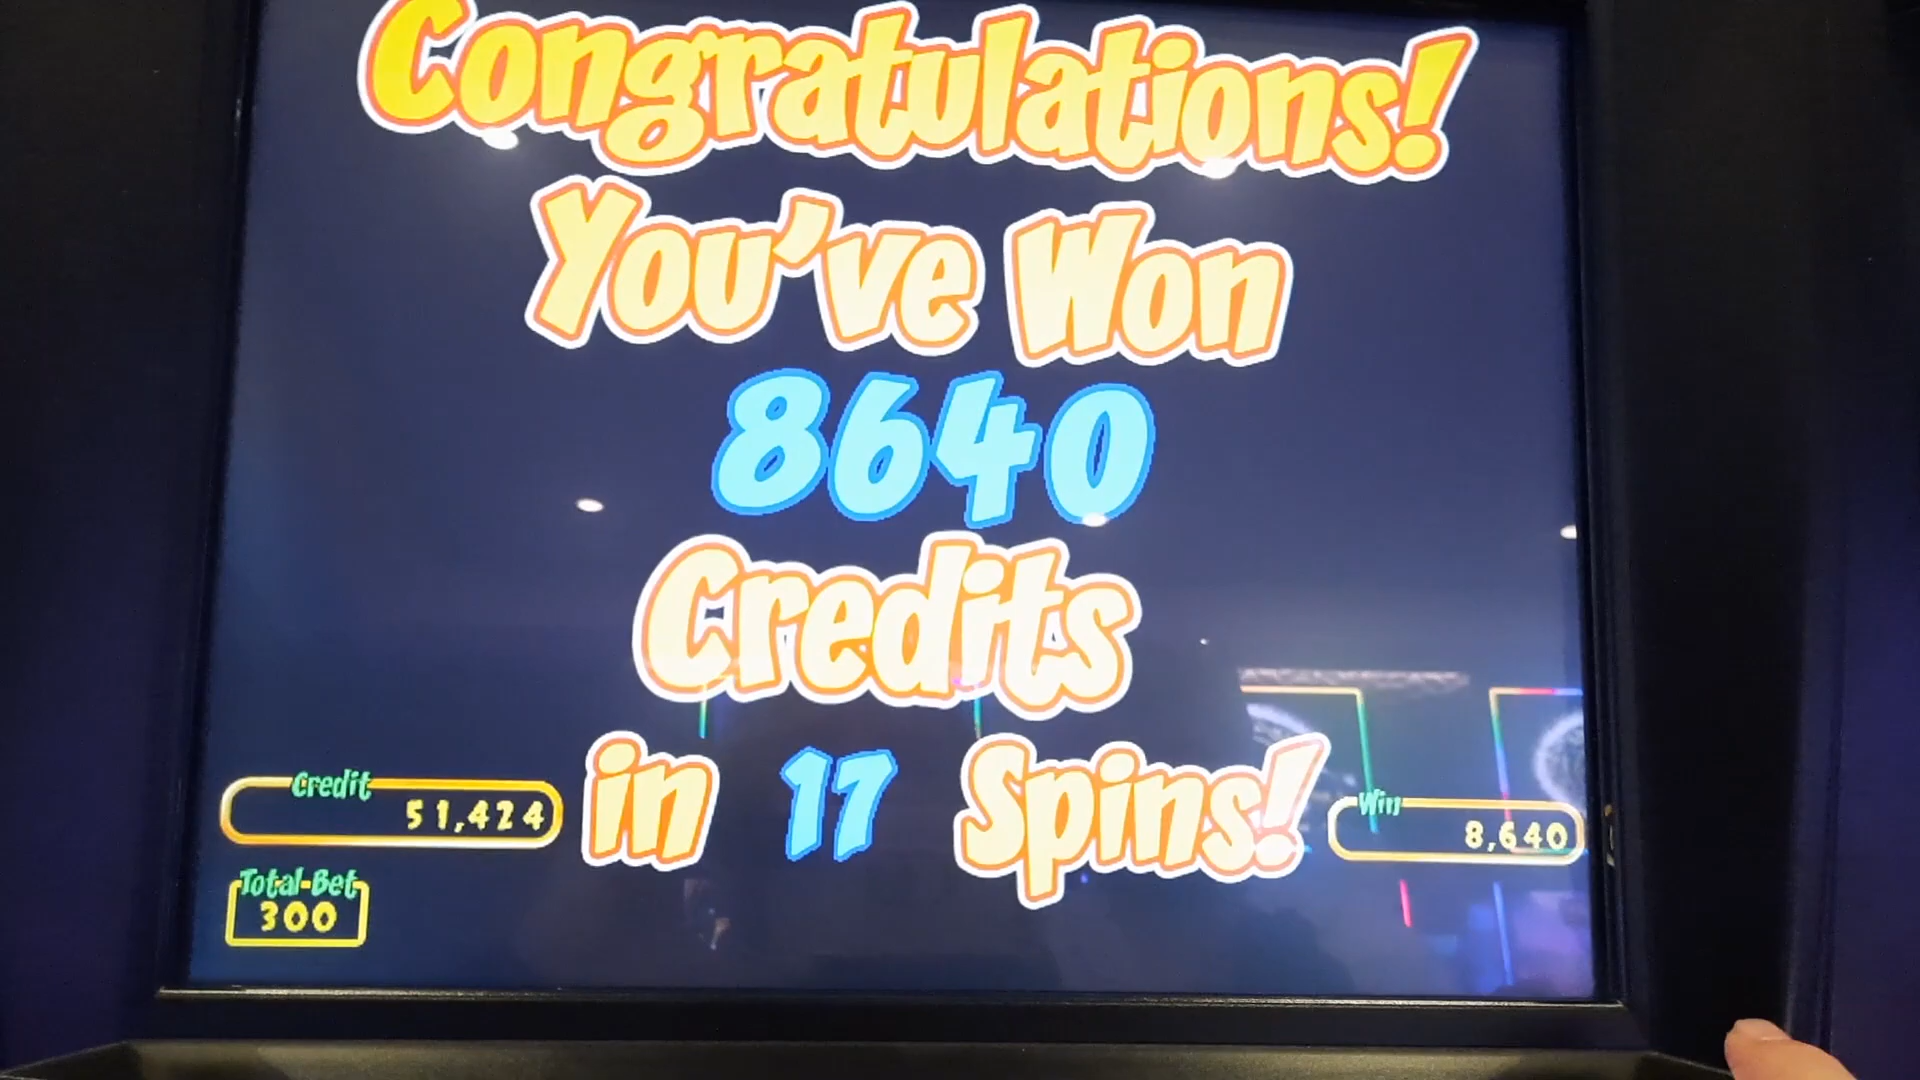 Congratulations!
You've Won
8640
Credits
in 17 Spins!
Credit
51,424
Win
8,640
Total Bet
300